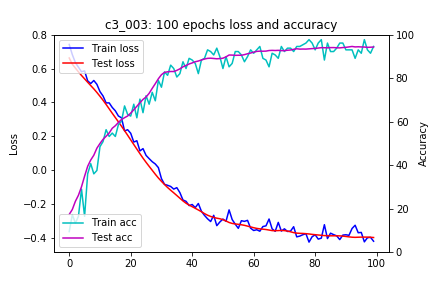 c3_003: 100 epochs loss and accuracy
Train loss
Test loss
Train acc
Test acc
Loss
Accuracy
0.8
0.6
0.4
0.2
0.0
−0.2
−0.4
100
80
60
40
20
0
0 20 40 60 80 100